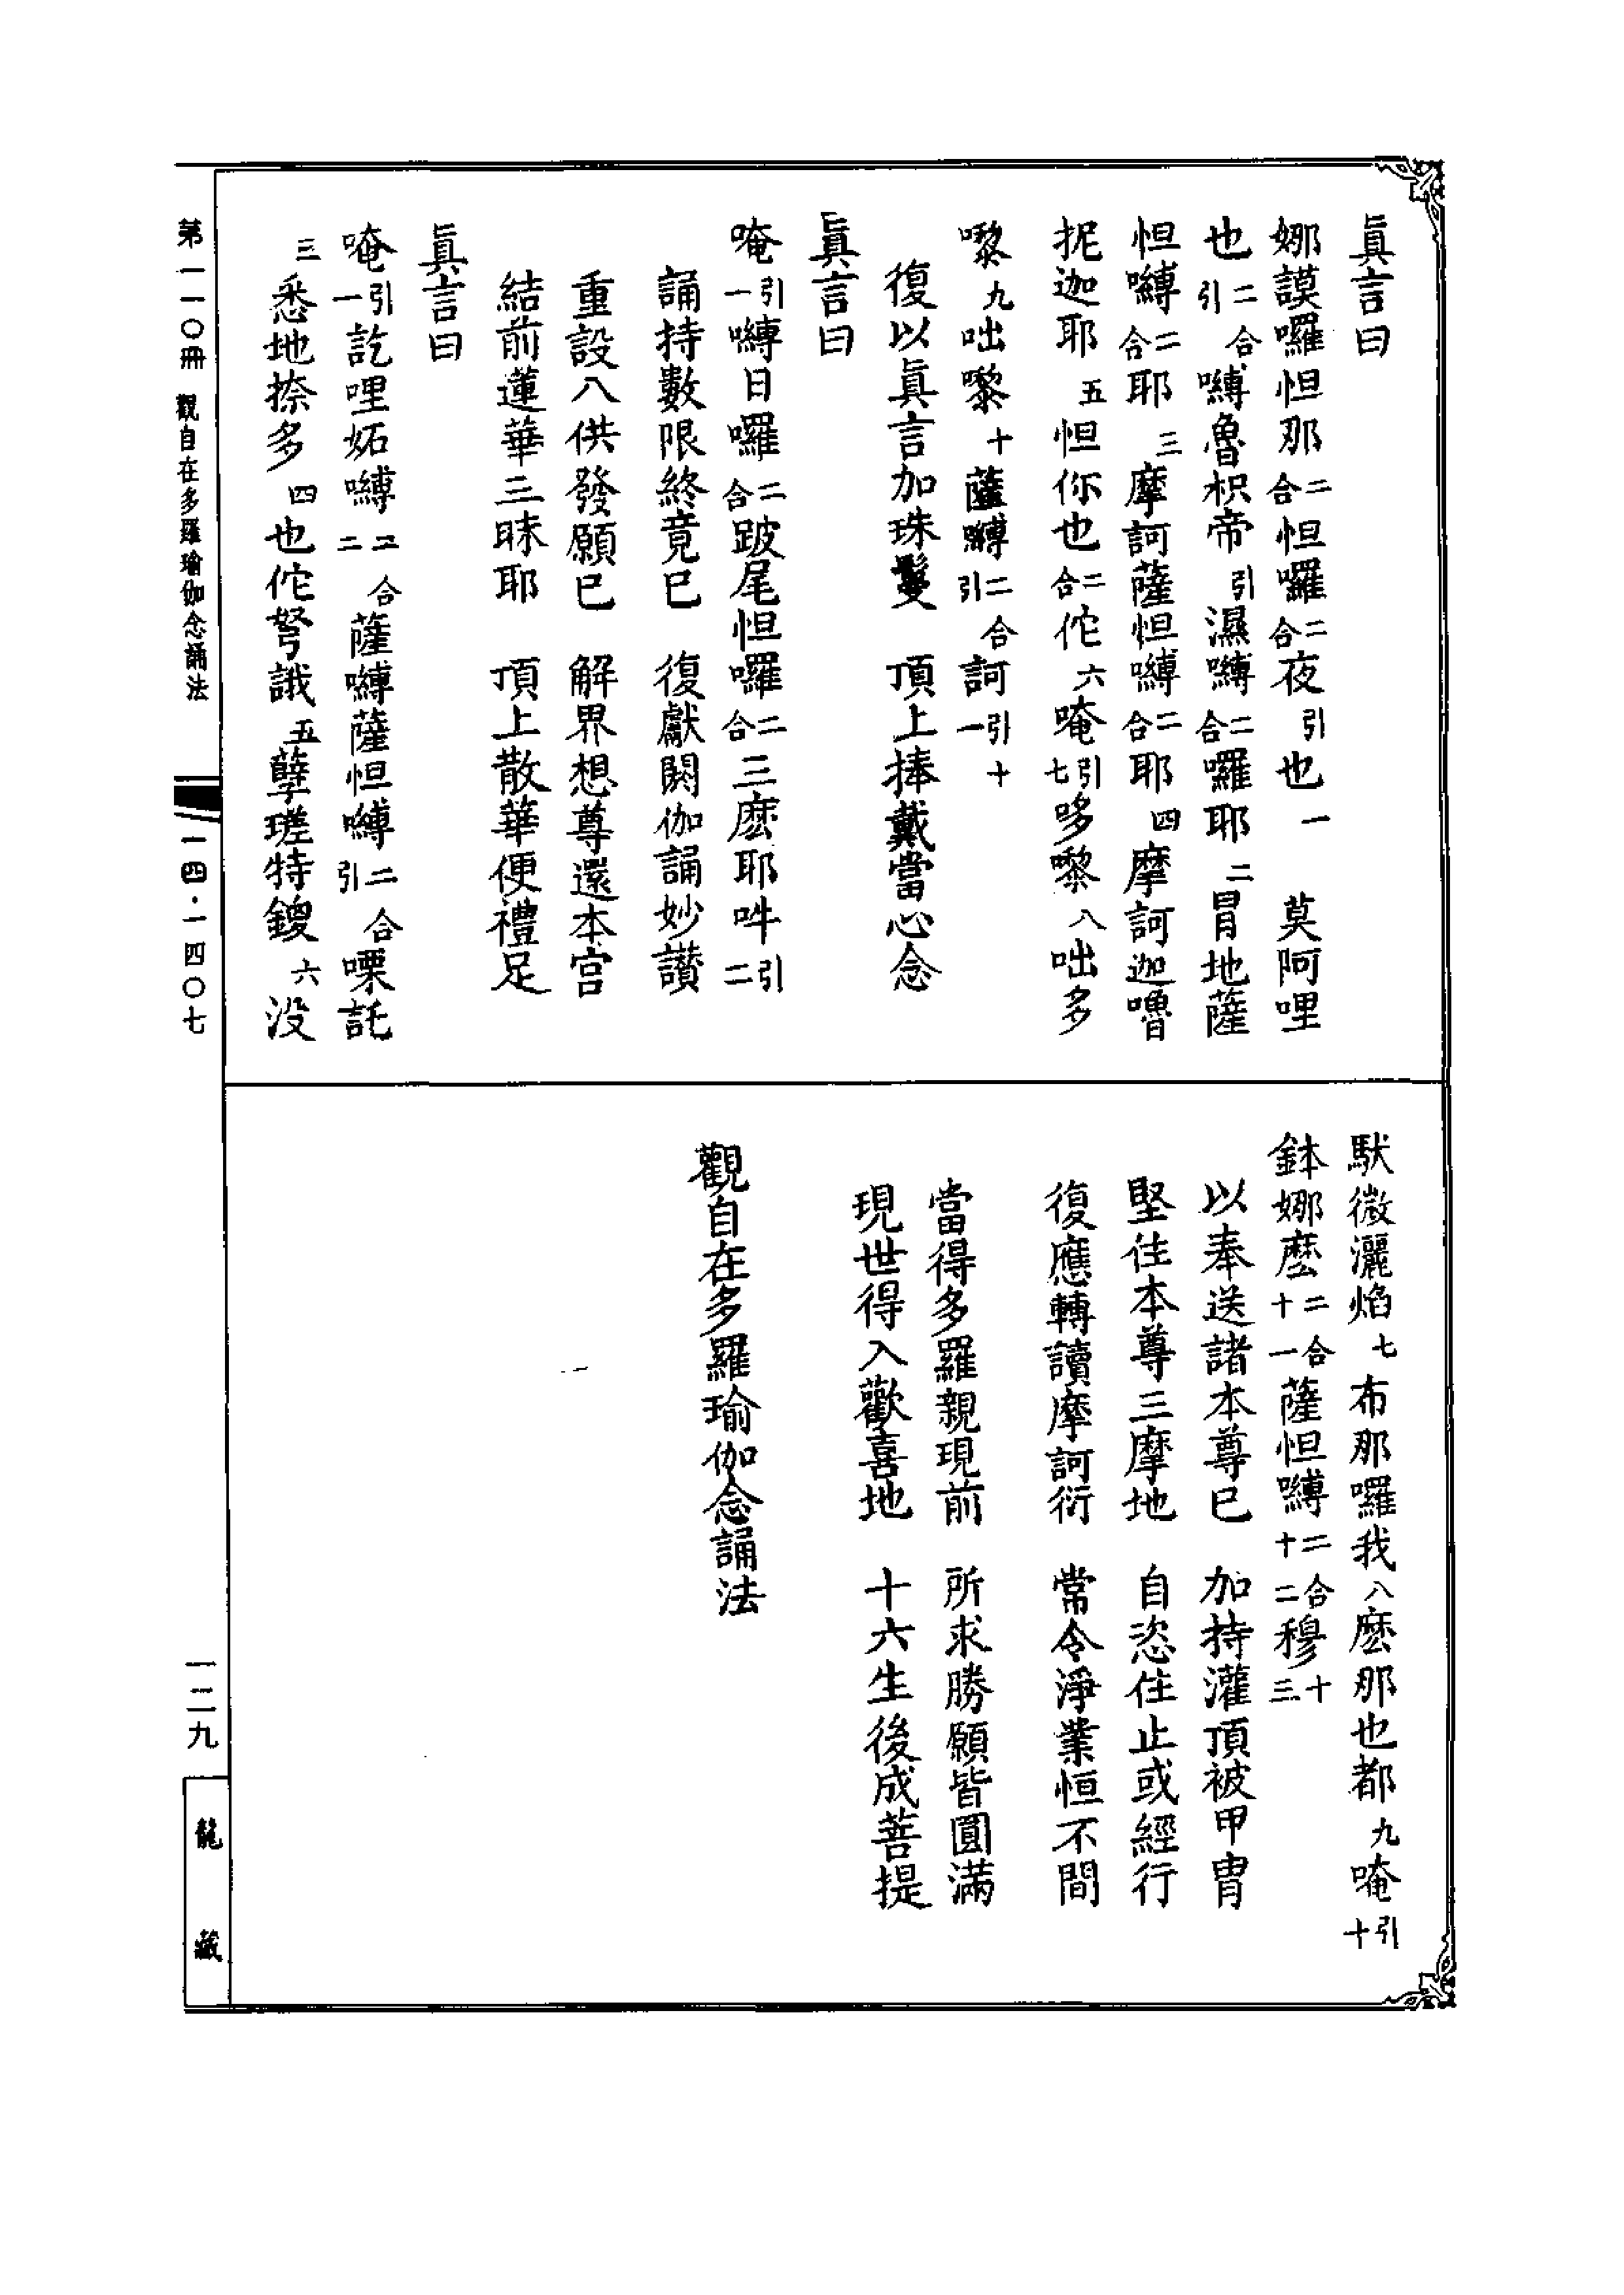 眞言曰
娜謨囉怛那二合怛囉二合夜引也一　莫阿哩
也二合引嚩魯枳帝引濕嚩二合囉耶二冐地薩
怛嚩二合耶三摩訶薩怛嚩二合耶四摩訶迦嚕
抳迦耶五怛你也二合佗六唵引七哆嚟八咄多
嚟九咄嚟十薩嚩二合引訶引十一
復以眞言加珠鬘　頂上捧戴當心念
眞言曰
唵引一嚩日囉二合跛尾怛囉二合三麽耶吽引二
誦持數限終竟已　復獻閼伽誦妙讚
重設八供發願已　解界想尊還本宮
結前蓮華三昧耶　頂上散華便禮足
眞言曰
唵引一訖哩妬嚩二合二薩嚩薩怛嚩二合引㗚託
三悉地捺多四也佗弩誐五孽瑳特鑁六没
馱微灑焰七布那囉我八麽那也都九唵引十
鉢娜麽二合十一薩怛嚩二合十二穆十三
以奉送諸本尊已　加持灌頂被甲冑
堅住本尊三摩地　自恣住止或經行
復應轉讀摩訶衍　常令淨業恒不間
當得多羅親現前　所求勝願皆圓滿
現世得入歡喜地　十六生後成菩提
觀自在多羅瑜伽念誦法
第一一〇冊　觀自在多羅瑜伽念誦法
一四·一四〇七
一二九
龍藏